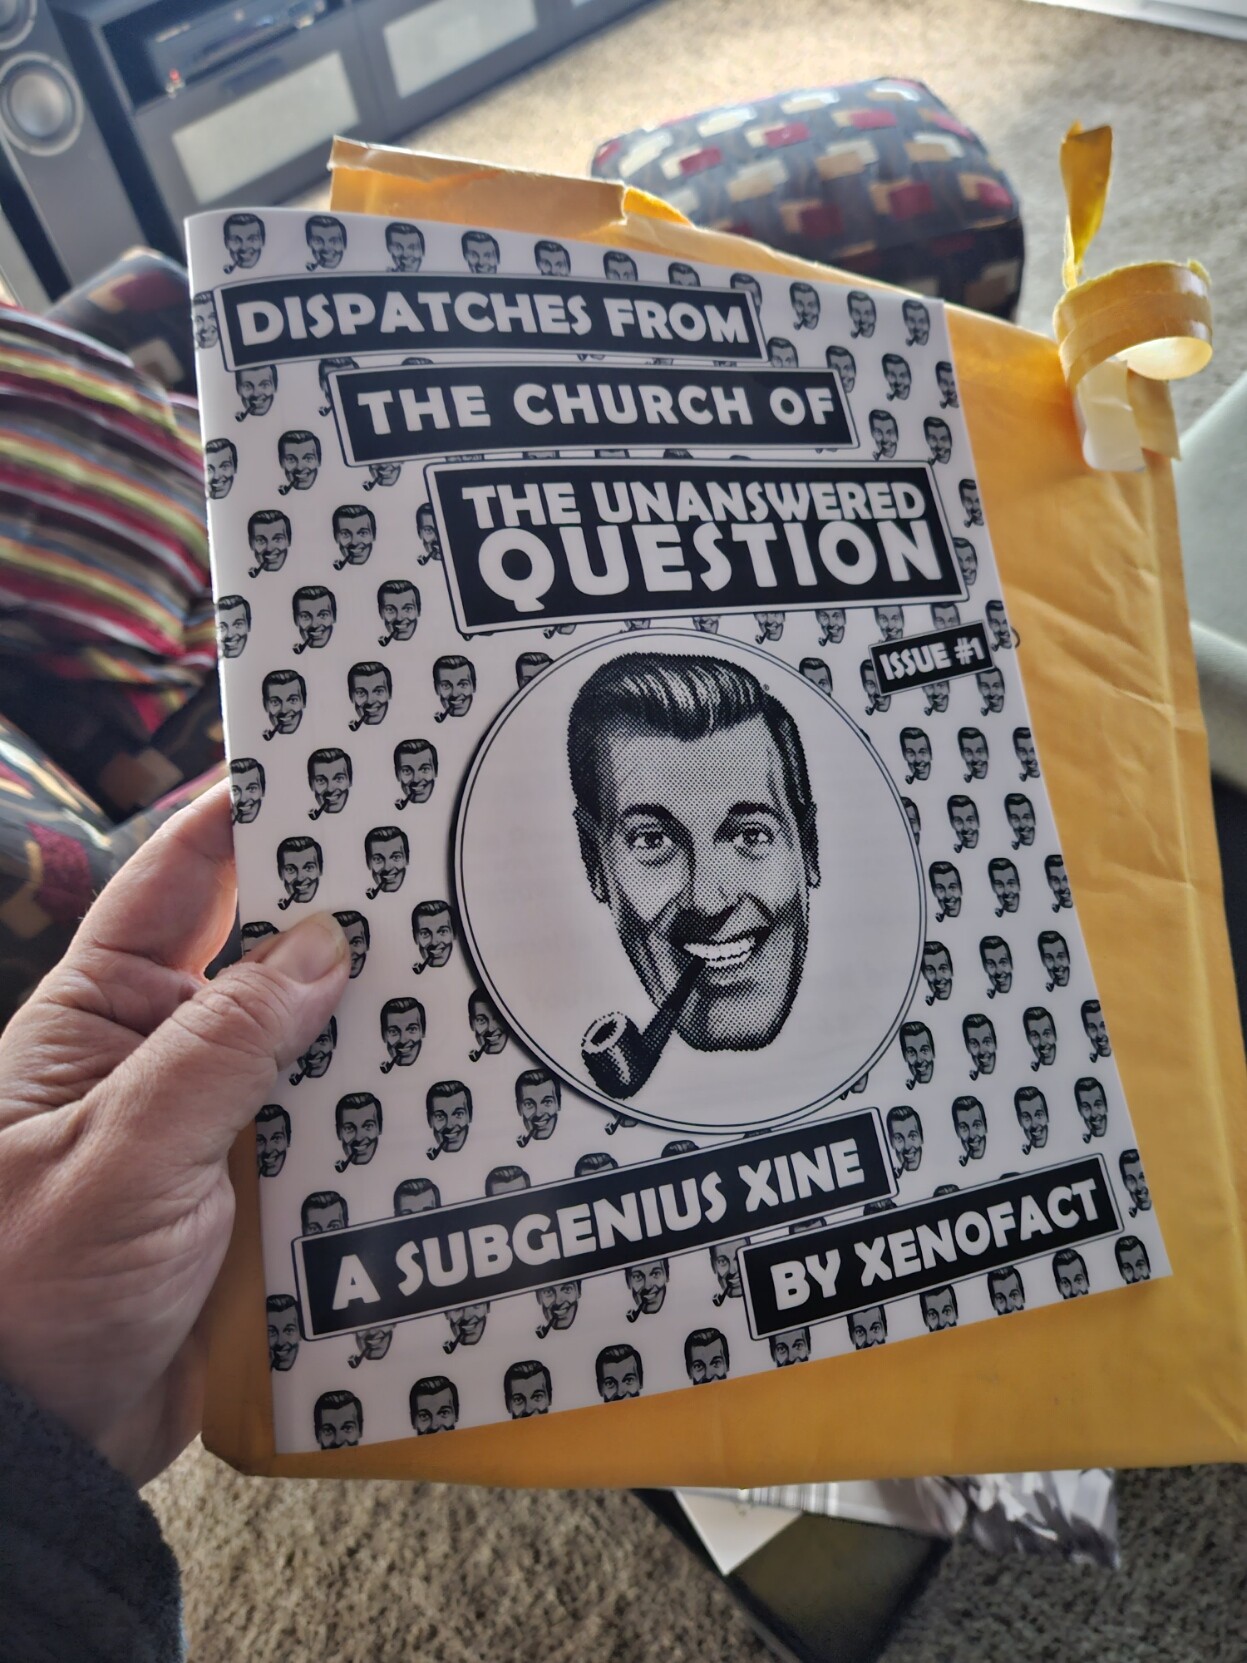 DISPATCHES FROM
THE CHURCH OF
THE UNANSWERED
QUESTION
ISSUE #1
A SUBGENIUS XINE
BY XENOFACT